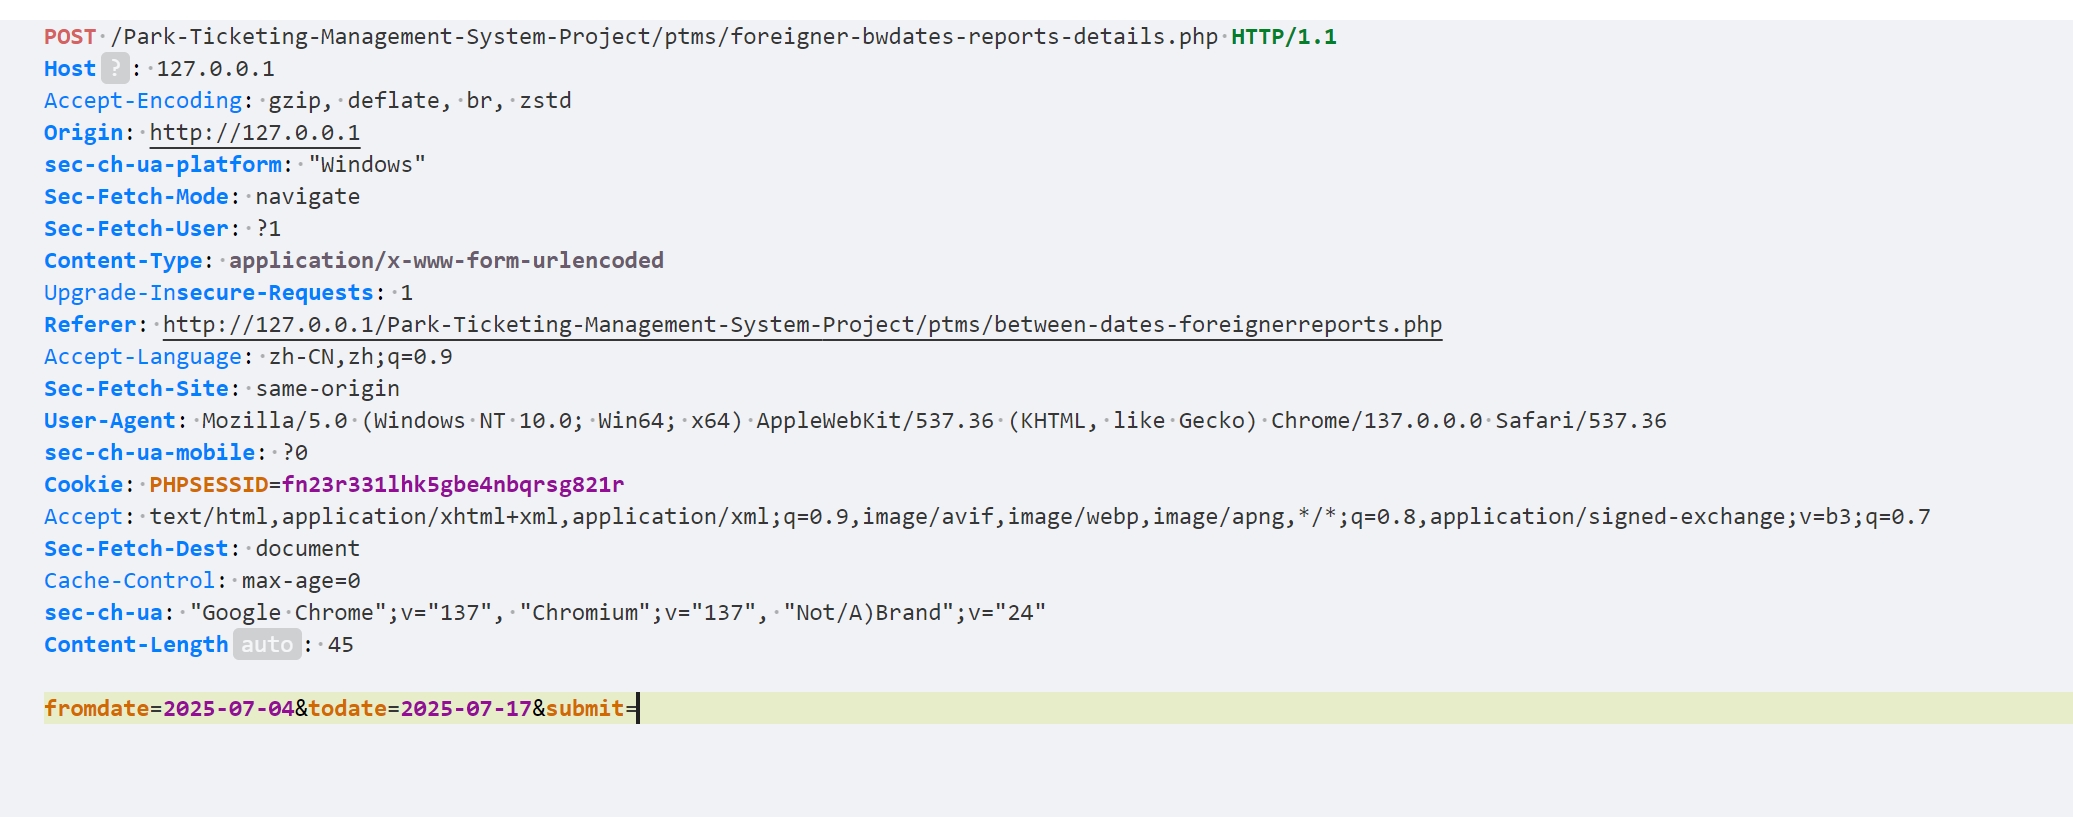 POST /Park-Ticketing-Management-System-Project/ptms/foreigner-bwdates-reports-details.php HTTP/1.1
Host ? : 127.0.0.1
Accept-Encoding: gzip, deflate, br, zstd
Origin: http://127.0.0.1
sec-ch-ua-platform: "Windows"
Sec-Fetch-Mode: navigate
Sec-Fetch-User: ?1
Content-Type: application/x-www-form-urlencoded
Upgrade-Insecure-Requests: 1
Referer: http://127.0.0.1/Park-Ticketing-Management-System-Project/ptms/between-dates-foreignerreports.php
Accept-Language: zh-CN,zh;q=0.9
Sec-Fetch-Site: same-origin
User-Agent: Mozilla/5.0 (Windows NT 10.0; Win64; x64) AppleWebKit/537.36 (KHTML, like Gecko) Chrome/137.0.0.0 Safari/537.36
sec-ch-ua-mobile: ?0
Cookie: PHPSESSID=fn23r331lhk5gbe4nbqrsg821r
Accept: text/html,application/xhtml+xml,application/xml;q=0.9,image/avif,image/webp,image/apng,*/*;q=0.8,application/signed-exchange;v=b3;q=0.7
Sec-Fetch-Dest: document
Cache-Control: max-age=0
sec-ch-ua: "Google Chrome";v="137", "Chromium";v="137", "Not/A)Brand";v="24"
Content-Length auto : 45
fromdate=2025-07-04&todate=2025-07-17&submit=